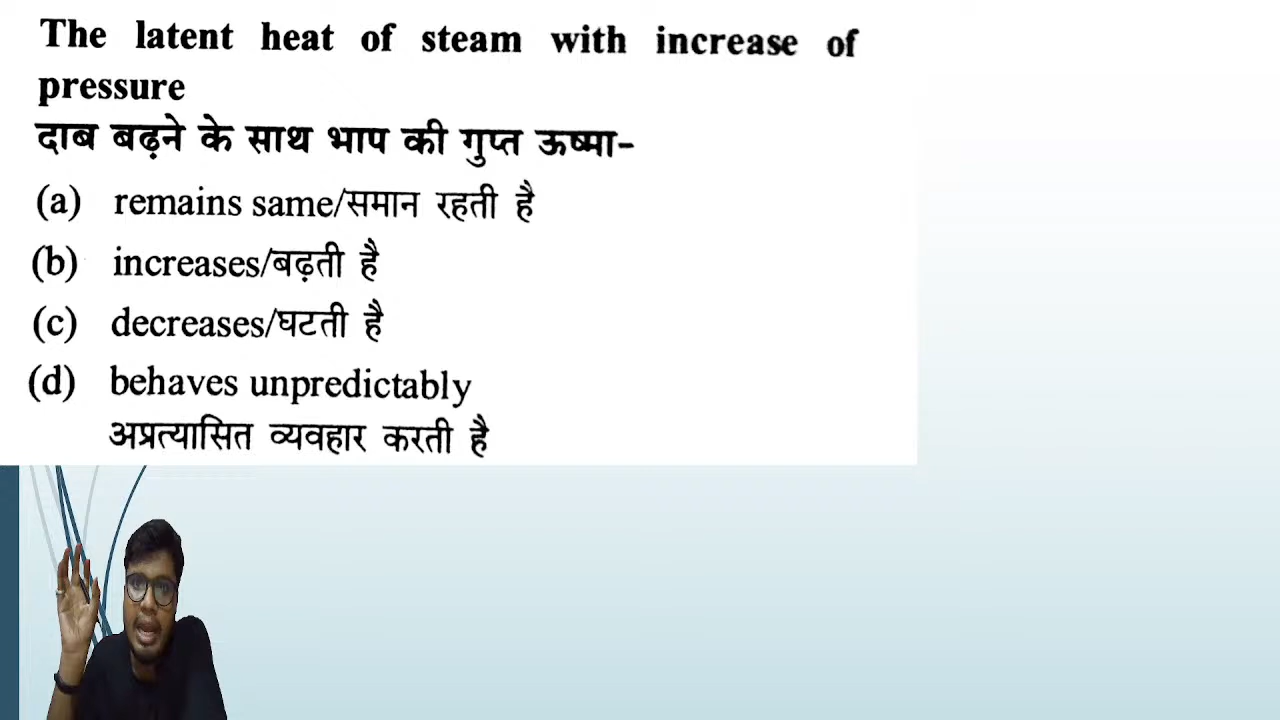 The latent heat of steam with increase of
pressure
दाब बढ़ने के साथ भाप की गुप्त ऊष्मा-
(a) remains same/समान रहती है
(b) increases/बढ़ती है
(c) decreases/घटती है
(d) behaves unpredictably
अप्रत्यासित व्यवहार करती है